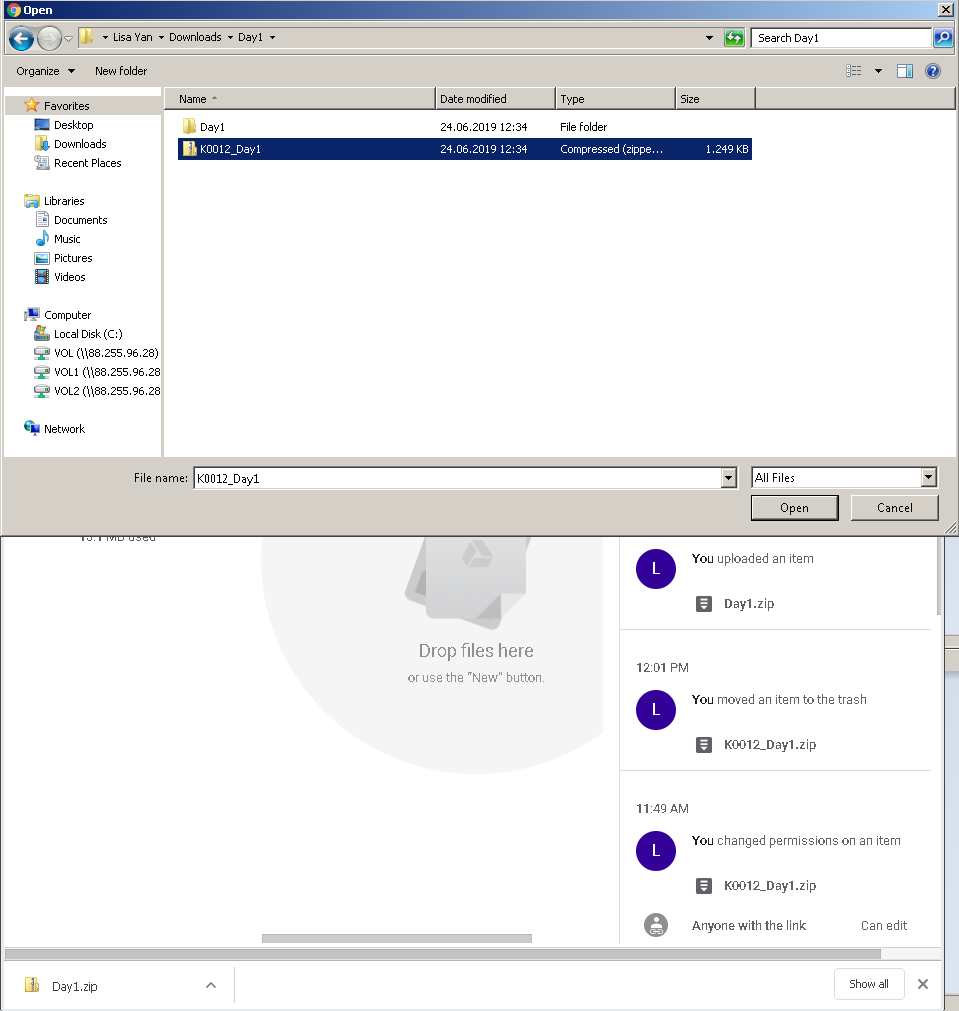 Open
Lisa Yan Downloads Day1
Search Day1
Organize New folder
Name Date modified Type Size
Favorites
Desktop
Downloads
Recent Places
Libraries
Documents
Music
Pictures
Videos
Computer
Local Disk (C:)
VOL (\\88.255.96.28)
VOL1 (\\88.255.96.28
VOL2 (\\88.255.96.28
Network
Day1 24.06.2019 12:34 File folder
K0012_Day1 24.06.2019 12:34 Compressed (zippe... 1.249 KB
File name: K0012_Day1 All Files
Open Cancel
MB used
Drop files here
or use the "New" button.
L You uploaded an item
Day1.zip
12:01 PM
L You moved an item to the trash
K0012_Day1.zip
11:49 AM
L You changed permissions on an item
K0012_Day1.zip
Anyone with the link Can edit
Day1.zip Show all